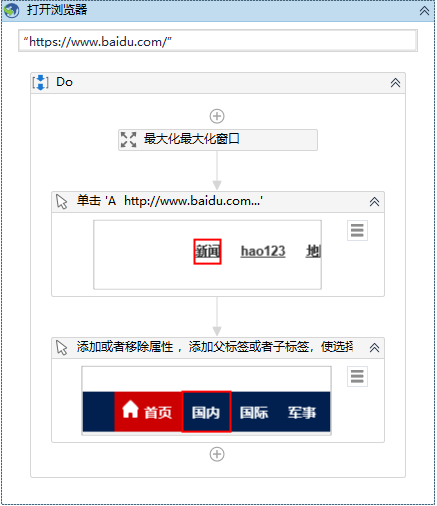 打开浏览器
“https://www.baidu.com/”
Do
最大化最大化窗口
单击 'A http://www.baidu.com...'
新闻 hao123 地
添加或者移除属性 ，添加父标签或者子标签，使选择
首页 国内 国际 军事